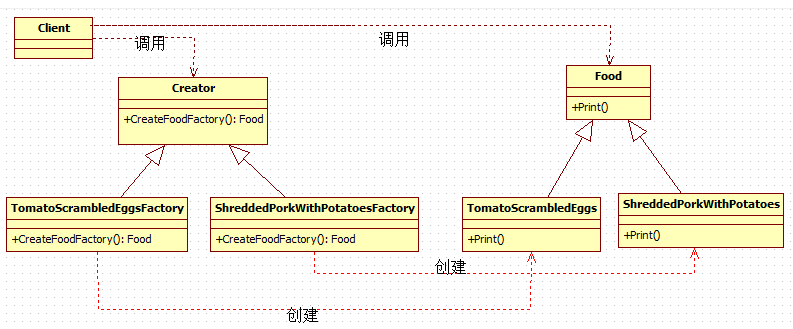 Client
调用
调用
Creator
+CreateFoodFactory(): Food
Food
+Print()
TomatoScrambledEggsFactory
+CreateFoodFactory(): Food
ShreddedPorkWithPotatoesFactory
+CreateFoodFactory(): Food
TomatoScrambledEggs
+Print()
ShreddedPorkWithPotatoes
+Print()
创建
创建